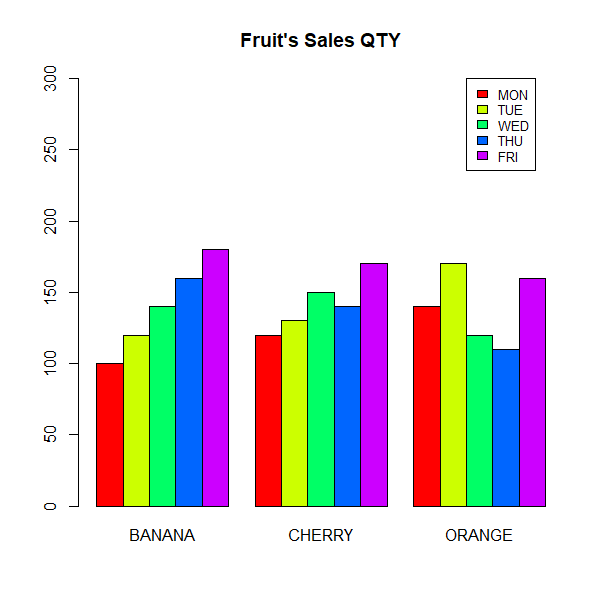 Fruit's Sales QTY
300
250
200
150
100
50
0
MON
TUE
WED
THU
FRI
BANANA CHERRY ORANGE